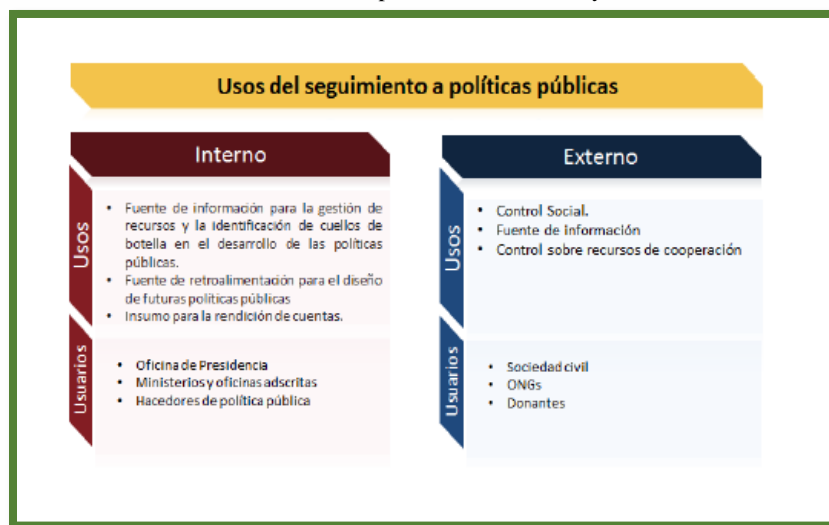 Usos del seguimiento a políticas públicas
Interno
Usos
• Fuente de información para la gestión de
recursos y la identificación de cuellos de
botella en el desarrollo de las políticas
públicas.
• Fuente de retroalimentación para el diseño
de futuras políticas públicas
• Insumo para la rendición de cuentas.
Usuarios
• Oficina de Presidencia
• Ministerios y oficinas adscritas
• Hacedores de política pública
Externo
Usos
• Control Social.
• Fuente de información
• Control sobre recursos de cooperación
Usuarios
• Sociedad civil
• ONGs
• Donantes